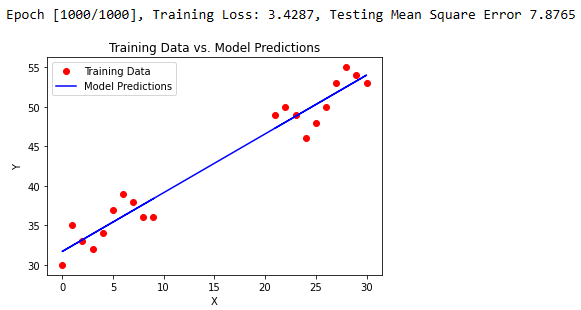 Epoch [1000/1000], Training Loss: 3.4287, Testing Mean Square Error 7.8765
Training Data vs. Model Predictions
Training Data
Model Predictions
55
50
45
40
35
30
Y
0 5 10 15 20 25 30
X